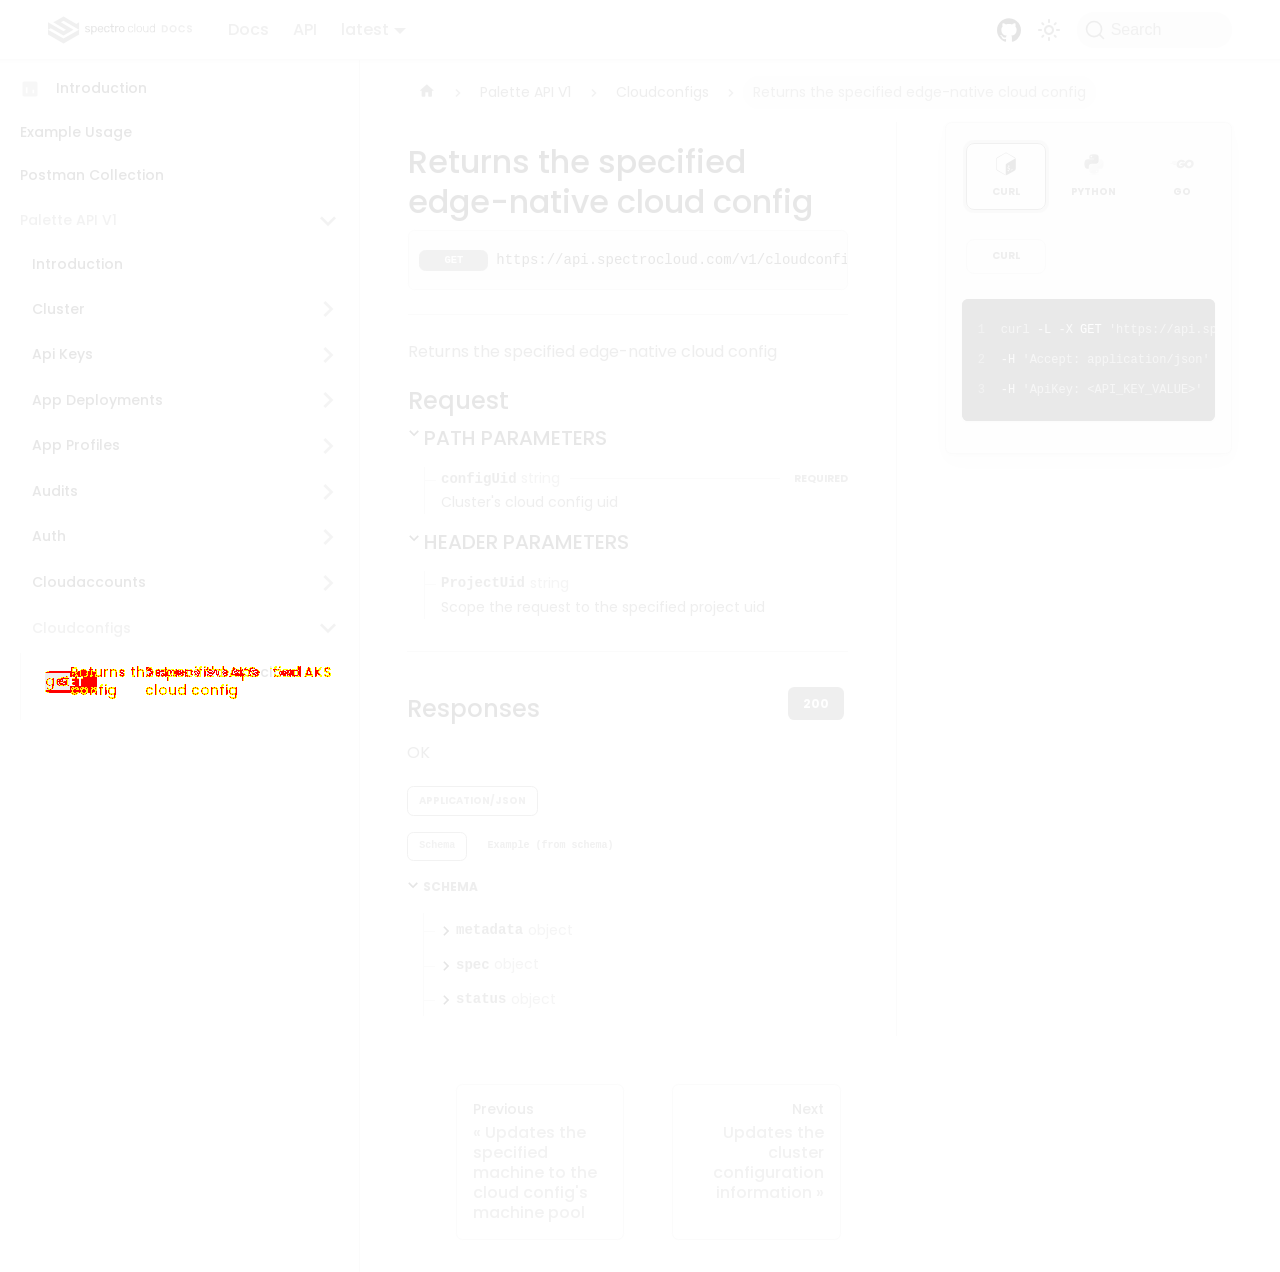 spectro cloud DOCS
Docs API latest
Search
Introduction
Example Usage
Postman Collection
Palette API V1
Introduction
Cluster
Api Keys
App Deployments
App Profiles
Audits
Auth
Cloudaccounts
Cloudconfigs
cloud config
Palette API V1
Cloudconfigs
Returns the specified edge-native cloud config
Returns the specified
edge-native cloud config
GET https://api.spectrocloud.com/v1/cloudconfi
Returns the specified edge-native cloud config
Request
PATH PARAMETERS
configUid string REQUIRED
Cluster's cloud config uid
HEADER PARAMETERS
ProjectUid string
Scope the request to the specified project uid
Responses
200
OK
APPLICATION/JSON
Schema Example (from schema)
SCHEMA
metadata object
spec object
status object
Previous
« Updates the
specified
machine to the
cloud config's
machine pool
Next
Updates the
cluster
configuration
information »
CURL PYTHON GO
CURL
1 curl -L -X GET 'https://api.sp
2 -H 'Accept: application/json'
3 -H 'ApiKey: <API_KEY_VALUE>'